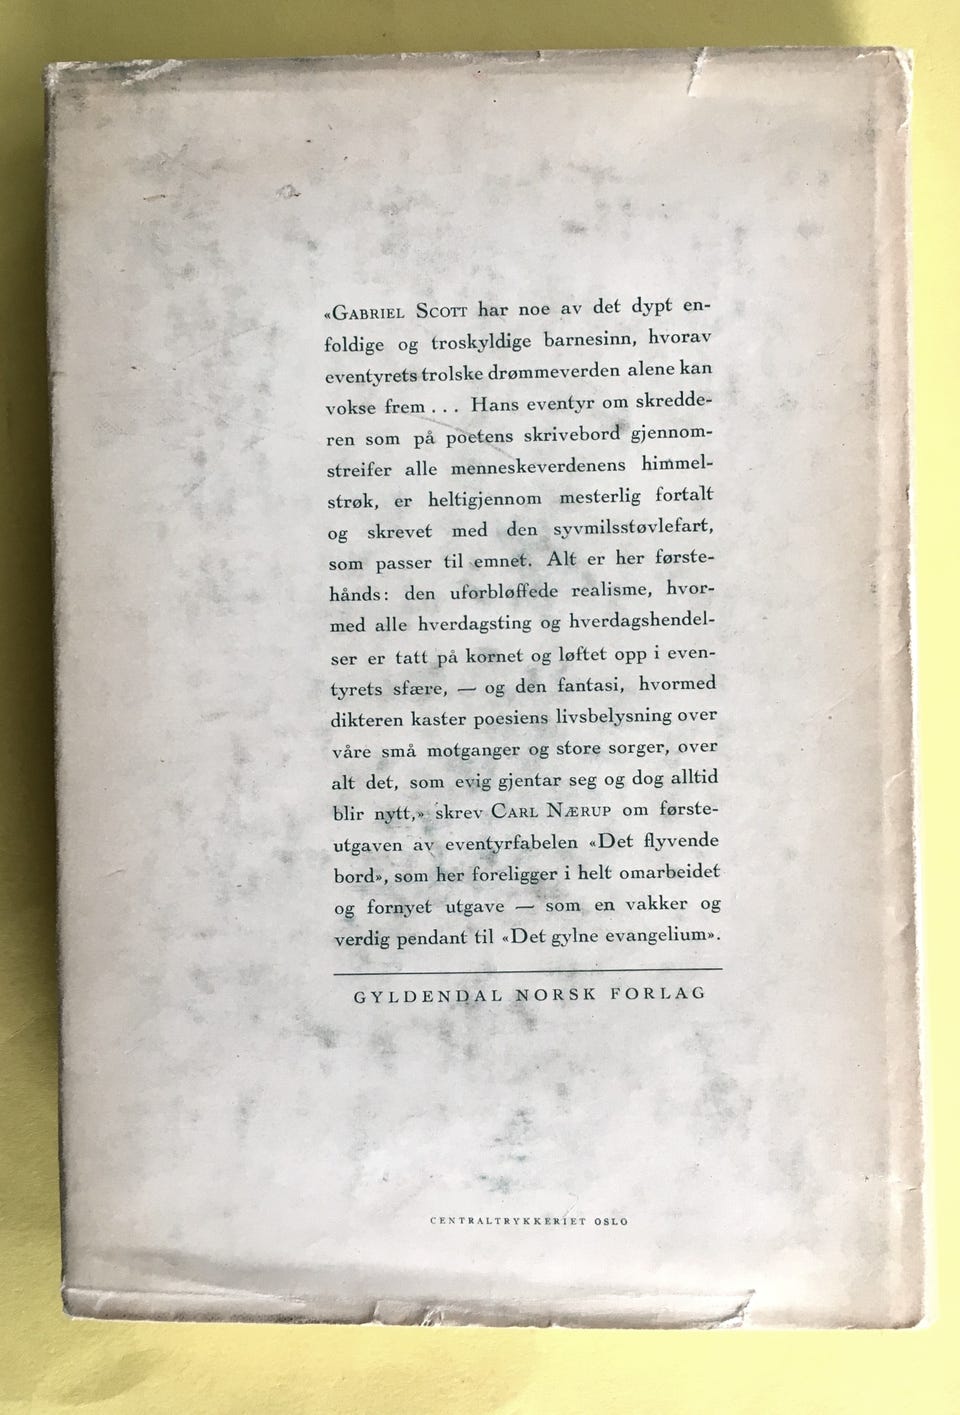 «GABRIEL SCOTT har noe av det dypt en-
foldige og troskyldige barnesinn, hvorav
eventyrets trolske drømmeverden alene kan
vokse frem . . . Hans eventyr om skredde-
ren som på poetens skrivebord gjennom-
streifer alle menneskeverdenens himmel-
strøk, er heltigjennom mesterlig fortalt
og skrevet med den syvmilsstøvlefart,
som passer til emnet. Alt er her første-
hånds: den uforbløffede realisme, hvor-
med alle hverdagsting og hverdagshendel-
ser er tatt på kornet og løftet opp i even-
tyrets sfære, — og den fantasi, hvormed
dikteren kaster poesiens livsbelysning over
våre små motganger og store sorger, over
alt det, som evig gjentar seg og dog alltid
blir nytt,» skrev CARL NÆRUP om første-
utgaven av eventyrfabelen «Det flyvende
bord», som her foreligger i helt omarbeidet
og fornyet utgave — som en vakker og
verdig pendant til «Det gylne evangelium».
GYLDENDAL NORSK FORLAG
CENTRALTRYKKERIET OSLO